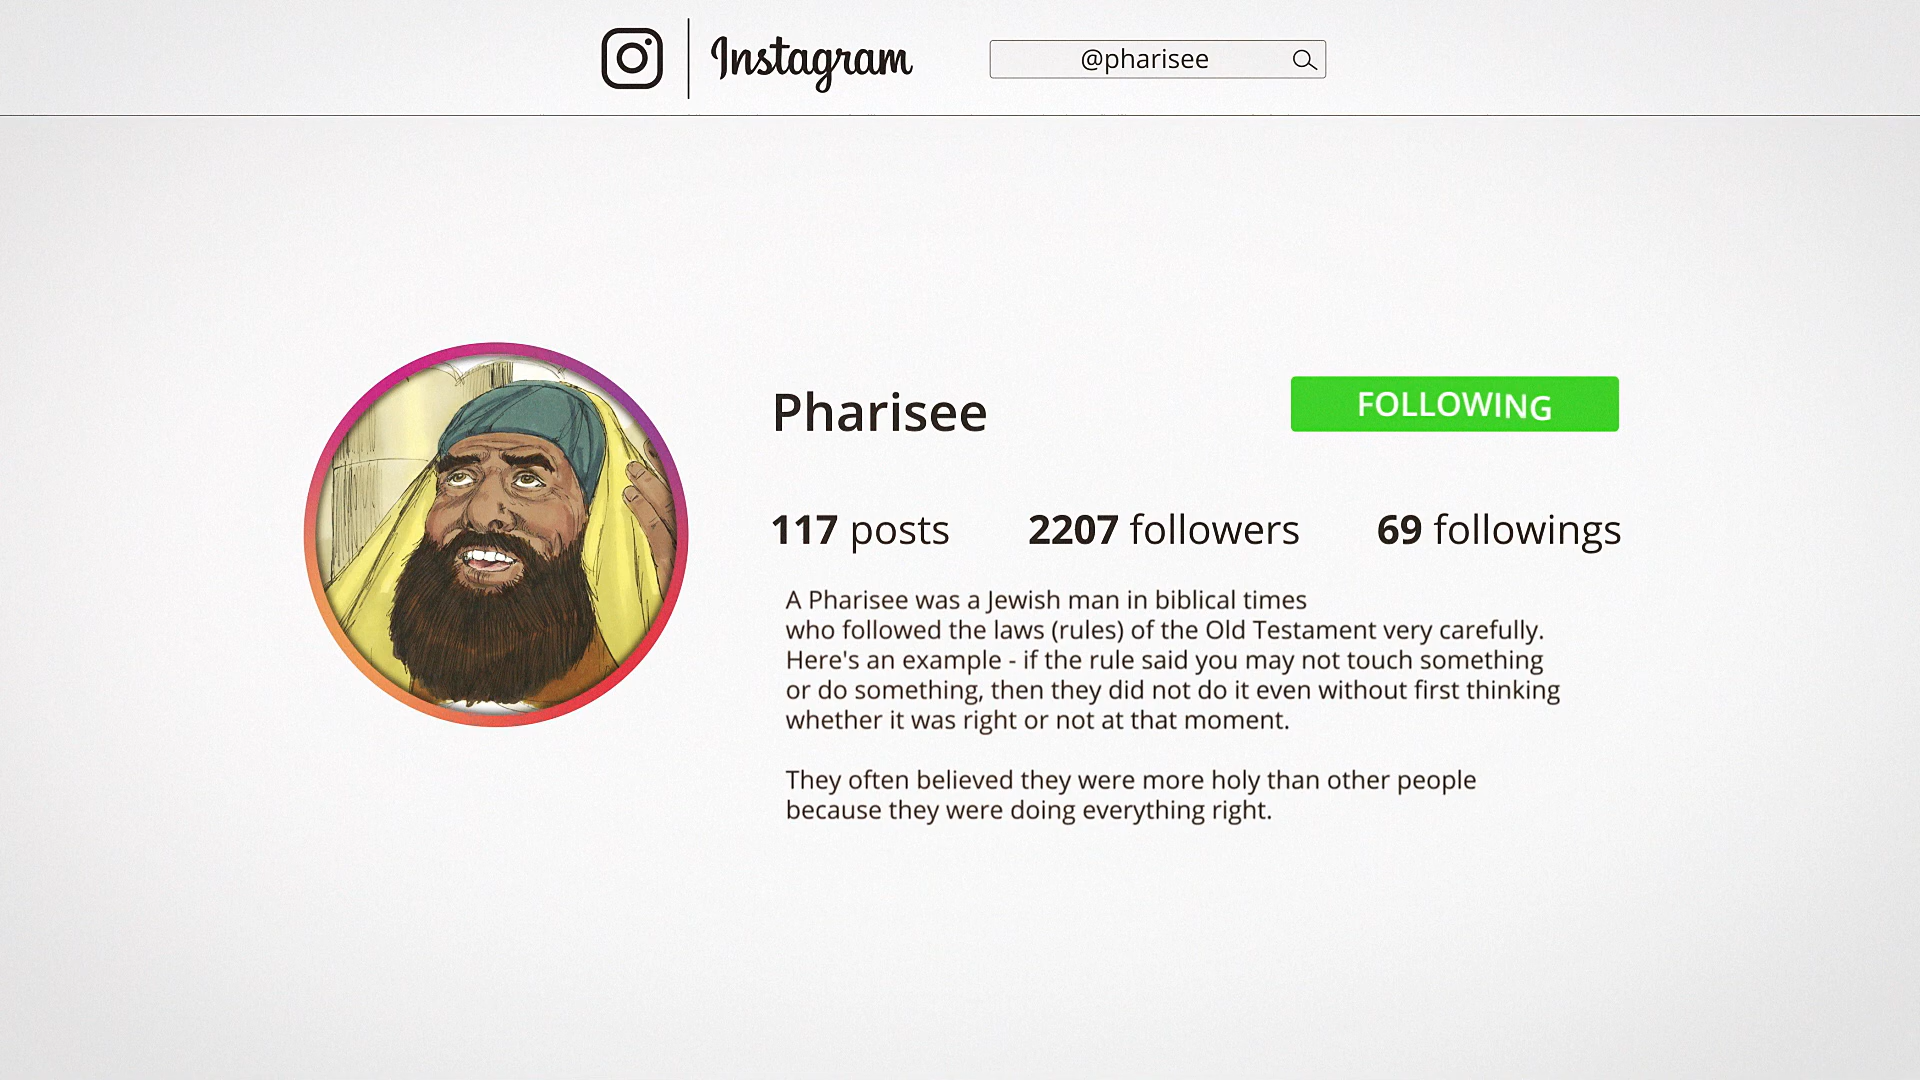 Instagram
@pharisee
Pharisee
FOLLOWING
117 posts
2207 followers
69 followings
A Pharisee was a Jewish man in biblical times
who followed the laws (rules) of the Old Testament very carefully.
Here's an example - if the rule said you may not touch something
or do something, then they did not do it even without first thinking
whether it was right or not at that moment.
They often believed they were more holy than other people
because they were doing everything right.